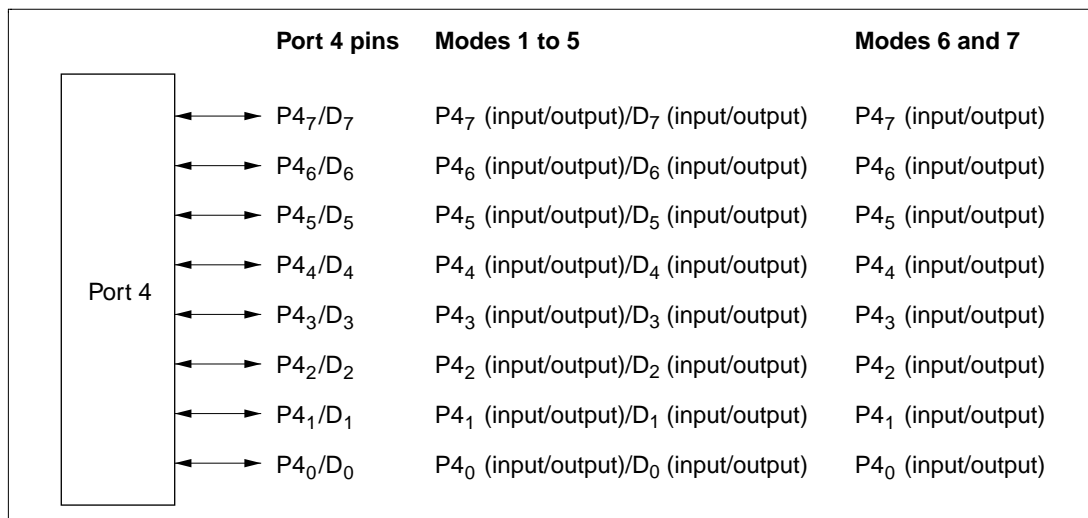 Port 4 pins Modes 1 to 5 Modes 6 and 7
P4₇/D₇ P4₇ (input/output)/D₇ (input/output) P4₇ (input/output)
P4₆/D₆ P4₆ (input/output)/D₆ (input/output) P4₆ (input/output)
P4₅/D₅ P4₅ (input/output)/D₅ (input/output) P4₅ (input/output)
P4₄/D₄ P4₄ (input/output)/D₄ (input/output) P4₄ (input/output)
Port 4
P4₃/D₃ P4₃ (input/output)/D₃ (input/output) P4₃ (input/output)
P4₂/D₂ P4₂ (input/output)/D₂ (input/output) P4₂ (input/output)
P4₁/D₁ P4₁ (input/output)/D₁ (input/output) P4₁ (input/output)
P4₀/D₀ P4₀ (input/output)/D₀ (input/output) P4₀ (input/output)